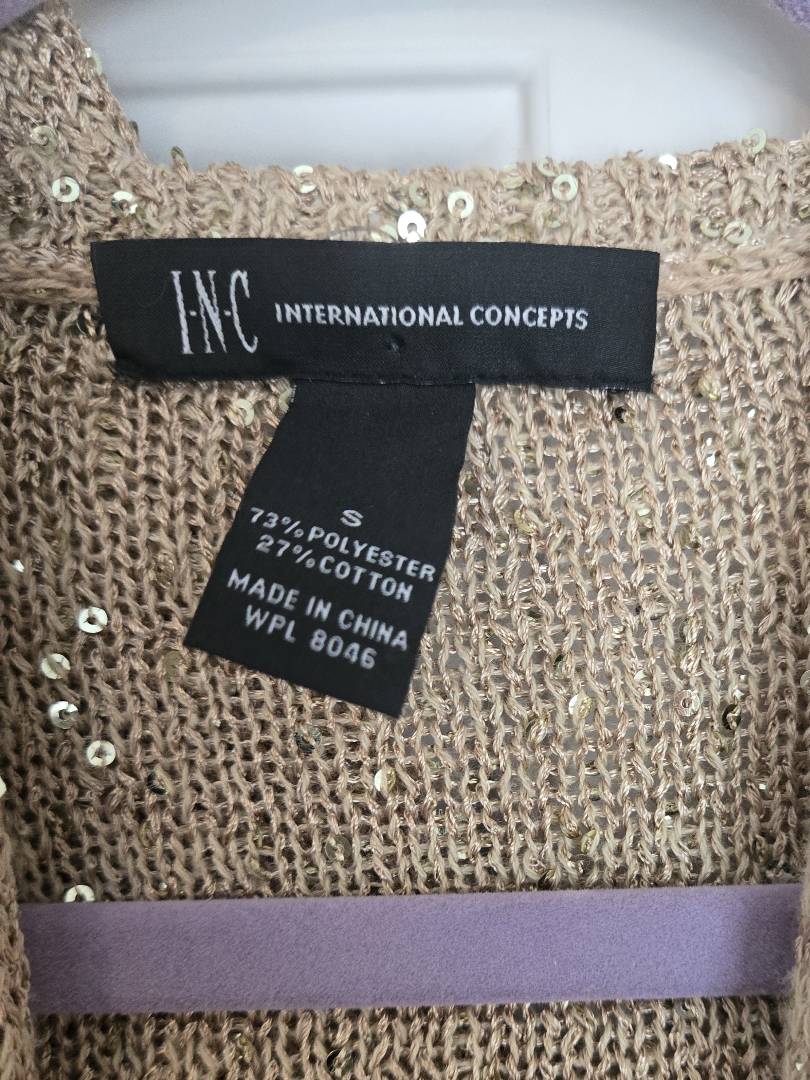 I·N·C INTERNATIONAL CONCEPTS
S
73% POLYESTER
27% COTTON
MADE IN CHINA
WPL 8046